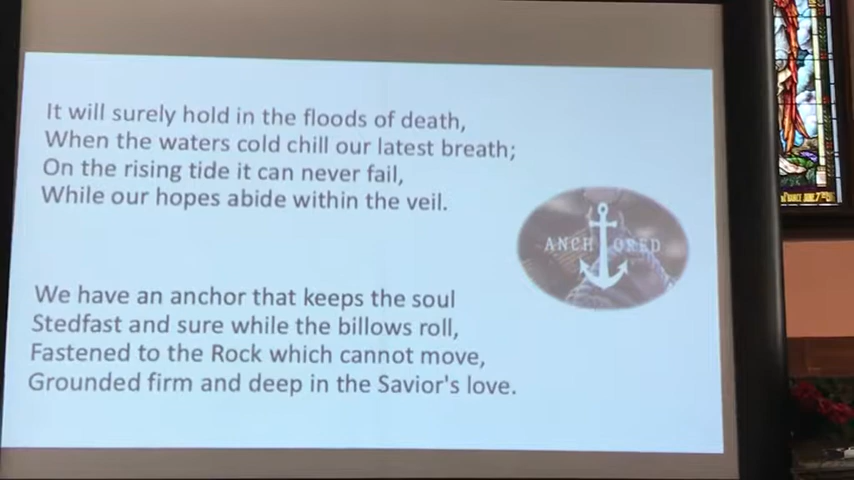 It will surely hold in the floods of death,
When the waters cold chill our latest breath;
On the rising tide it can never fail,
While our hopes abide within the veil.
ANCHORED
We have an anchor that keeps the soul
Stedfast and sure while the billows roll,
Fastened to the Rock which cannot move,
Grounded firm and deep in the Savior's love.